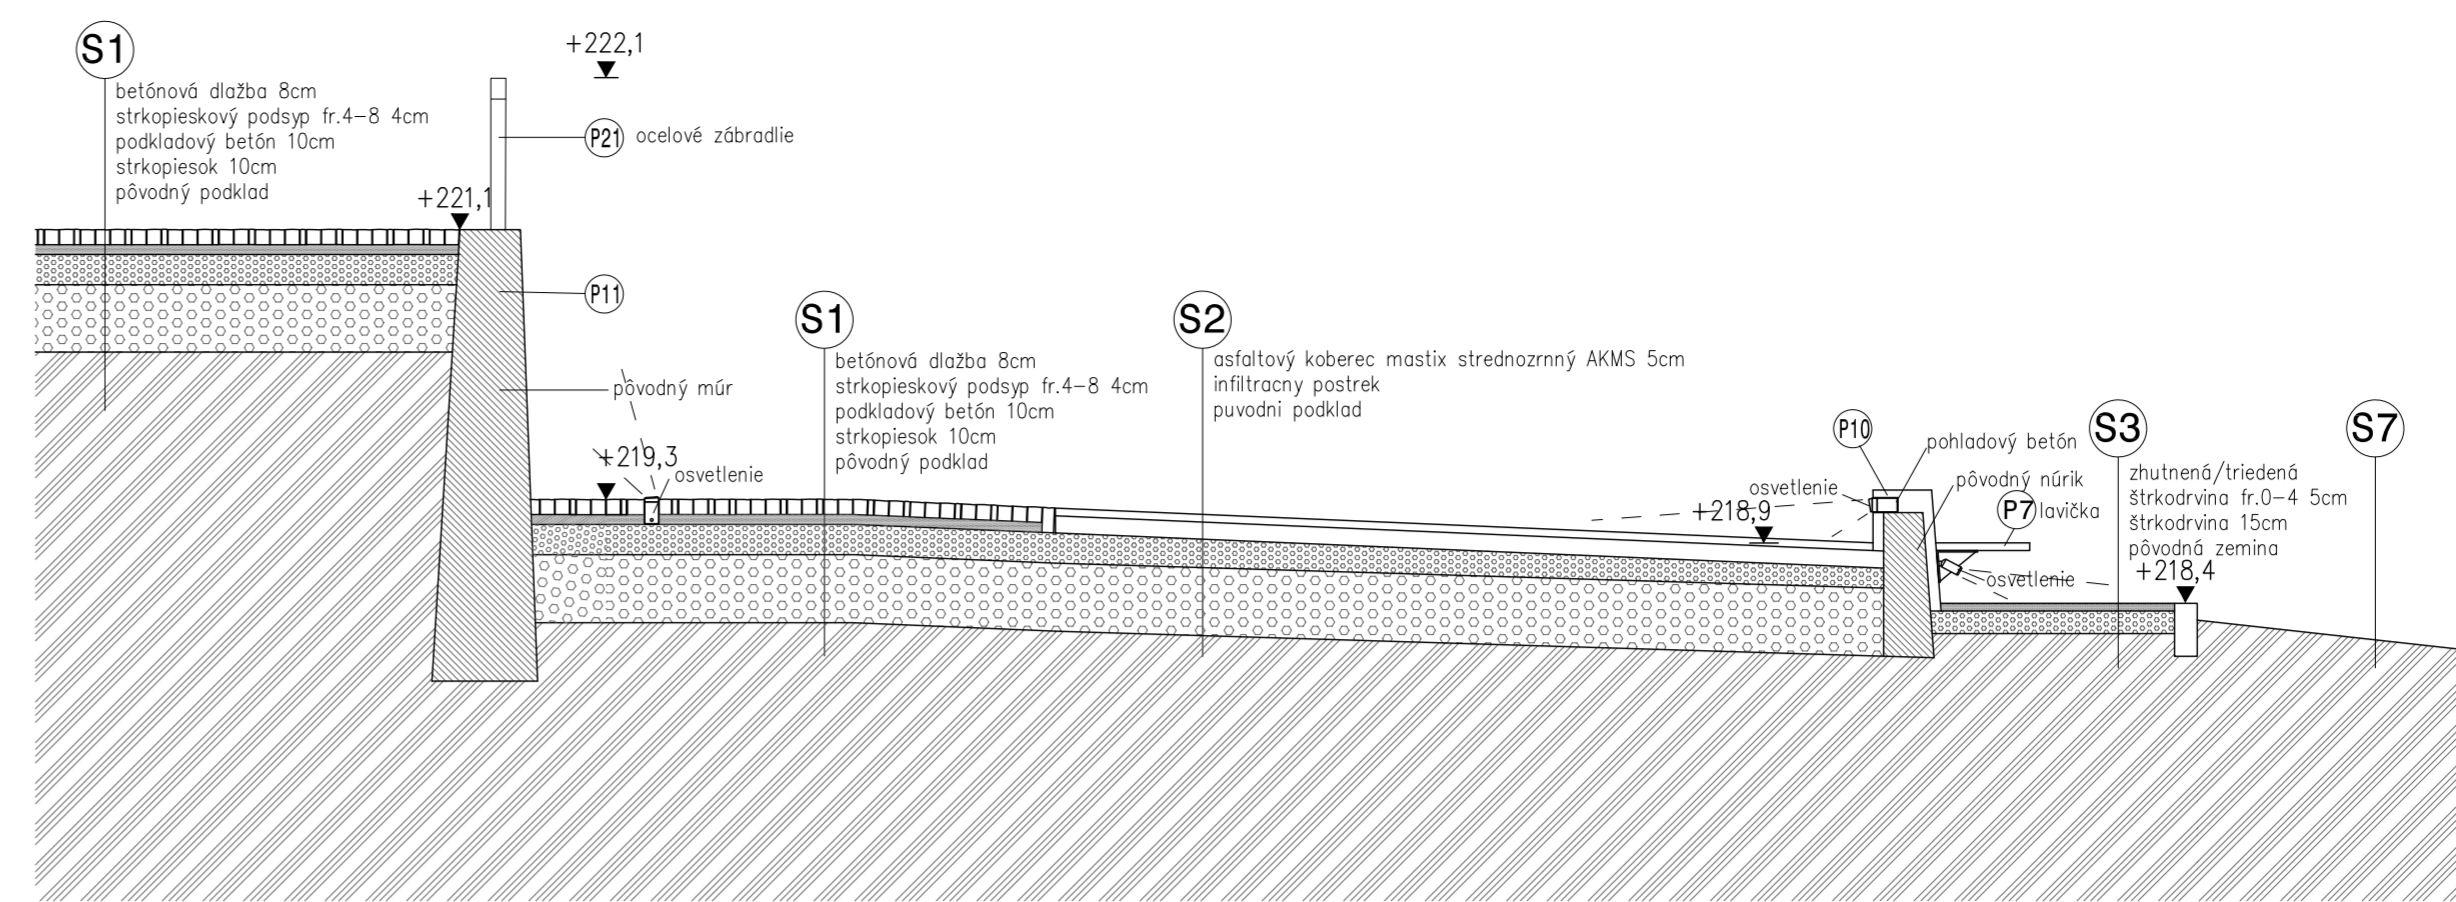 S1
betónová dlažba 8cm
strkopieskový podsyp fr.4-8 4cm
podkladový betón 10cm
strkopiesok 10cm
pôvodný podklad
+222,1
P21 ocelové zábradlie
+221,1
P11
pôvodný múr
+219,3
osvetlenie
S1
betónová dlažba 8cm
strkopieskový podsyp fr.4-8 4cm
podkladový betón 10cm
strkopiesok 10cm
pôvodný podklad
S2
asfaltový koberec mastix strednozrnný AKMS 5cm
infiltracny postrek
puvodni podklad
+218,9
osvetlenie
P10
pohladový betón
pôvodný núrik
P7 lavička
osvetlenie
S3
zhutnená/triedená
štrkodrvina fr.0-4 5cm
štrkodrvina 15cm
pôvodná zemina
+218,4
S7